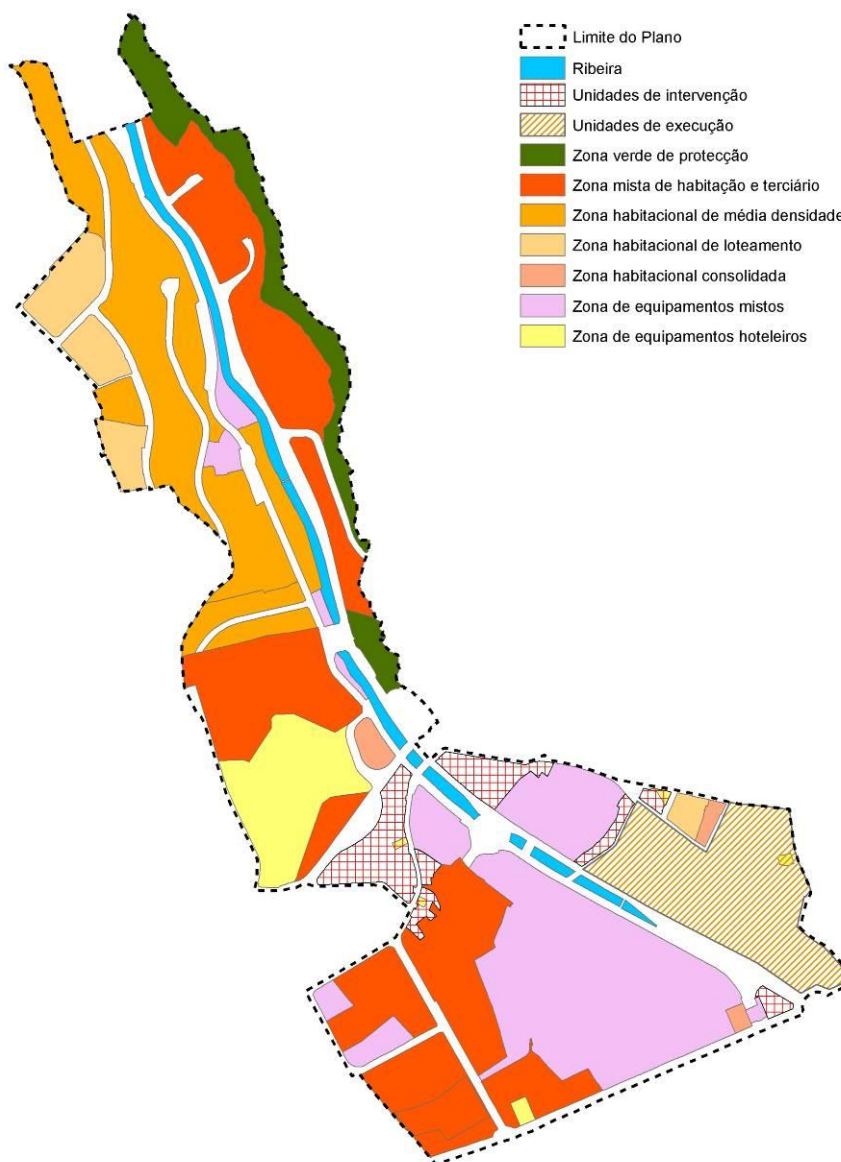 Limite do Plano
Ribeira
Unidades de intervenção
Unidades de execução
Zona verde de protecção
Zona mista de habitação e terciário
Zona habitacional de média densidade
Zona habitacional de loteamento
Zona habitacional consolidada
Zona de equipamentos mistos
Zona de equipamentos hoteleiros